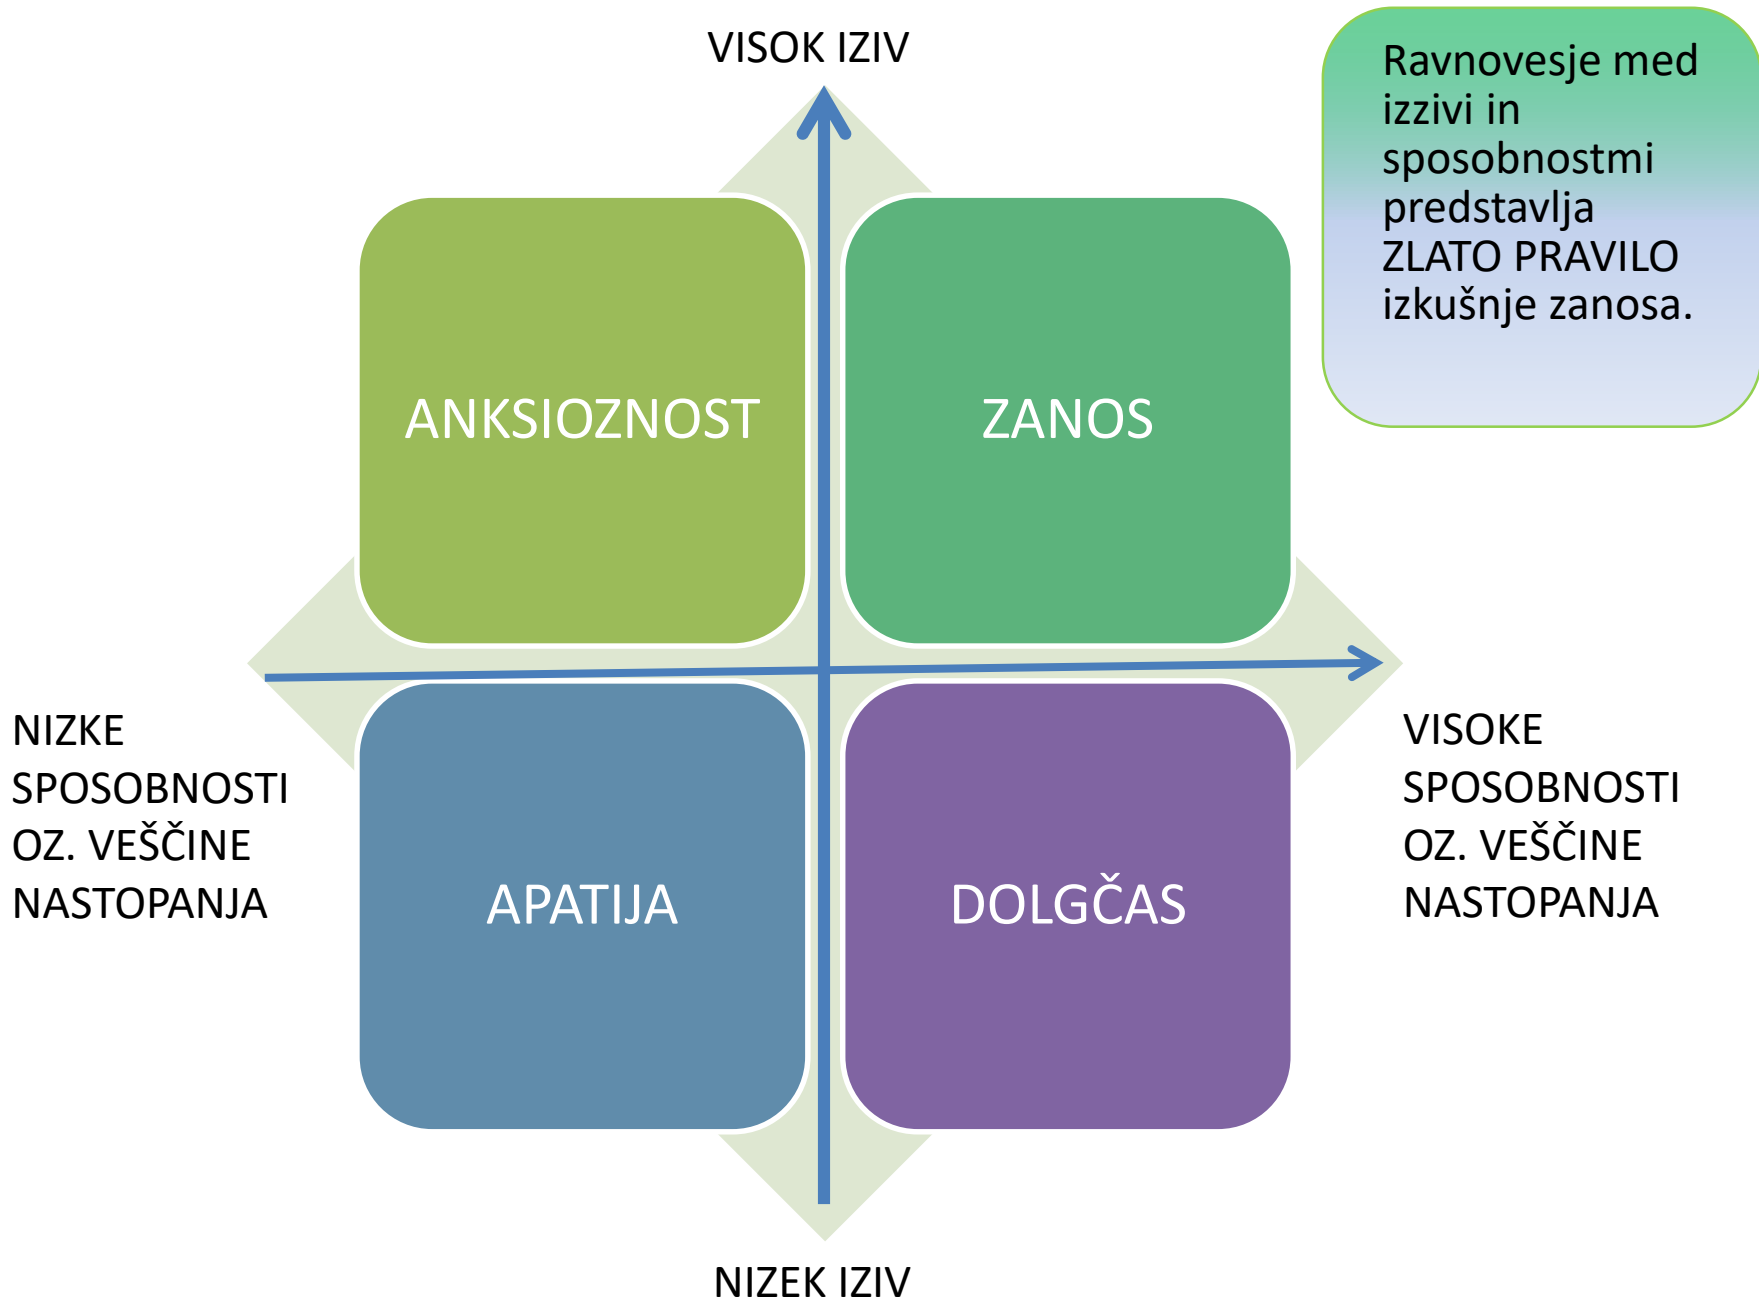 VISOK IZIV
Ravnovesje med
izzivi in
sposobnostmi
predstavlja
ZLATO PRAVILO
izkušnje zanosa.
ANKSIOZNOST
ZANOS
NIZKE
SPOSOBNOSTI
OZ. VEŠČINE
NASTOPANJA
VISOKE
SPOSOBNOSTI
OZ. VEŠČINE
NASTOPANJA
APATIJA
DOLGČAS
NIZEK IZIV